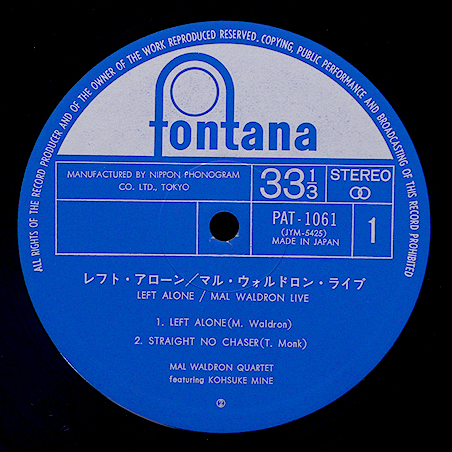 ALL RIGHTS OF THE RECORD PRODUCER AND OF THE OWNER OF THE WORK REPRODUCED RESERVED. COPYING, PUBLIC PERFORMANCE AND BROADCASTING OF THIS RECORD PROHIBITED
fontana
MANUFACTURED BY NIPPON PHONOGRAM
CO. LTD., TOKYO
33 1/3
STEREO
PAT-1061
(JYM-5425)
MADE IN JAPAN
1
レフト・アローン/マル・ウォルドロン・ライブ
LEFT ALONE / MAL WALDRON LIVE
1. LEFT ALONE(M. Waldron)
2. STRAIGHT NO CHASER(T. Monk)
MAL WALDRON QUARTET
featuring KOHSUKE MINE
②